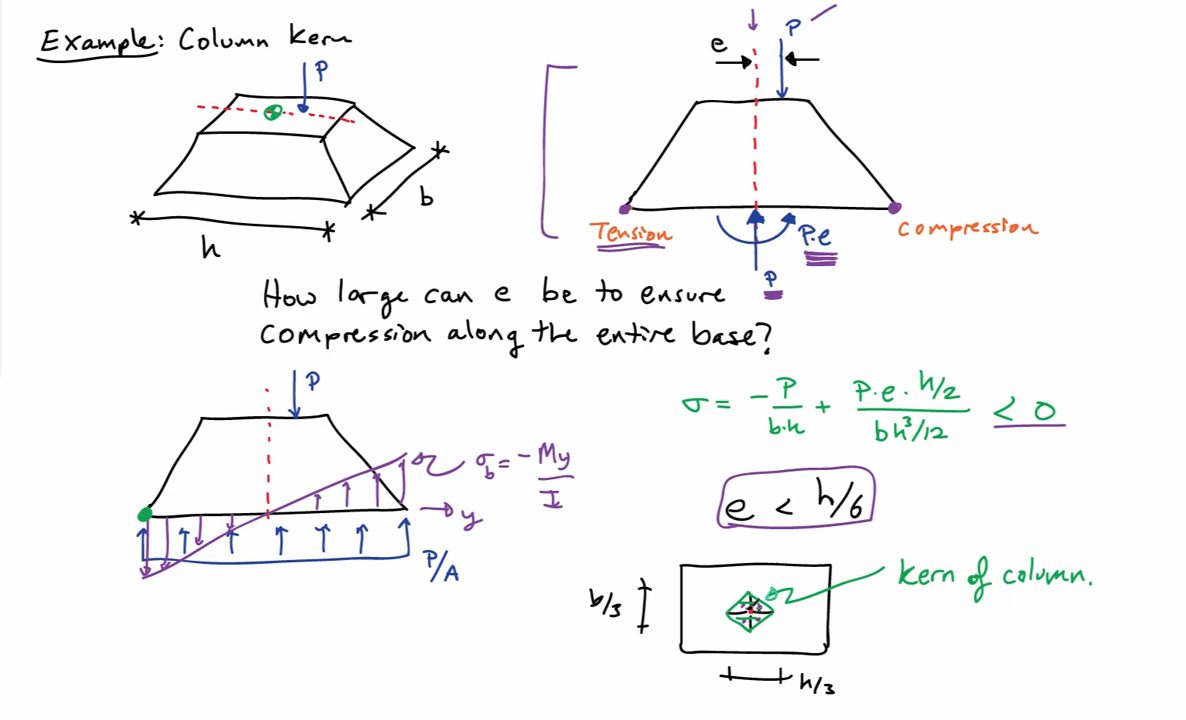 Example: Column Kern
P
b
h
P
e
Tension
P.e
Compression
P
How large can e be to ensure
compression along the entire base?
P
σb = -My/I
y
P/A
σ = -P/b.h + P.e.h/2 / bh³/12 < 0
e < h/6
b/3
kern of column.
h/3